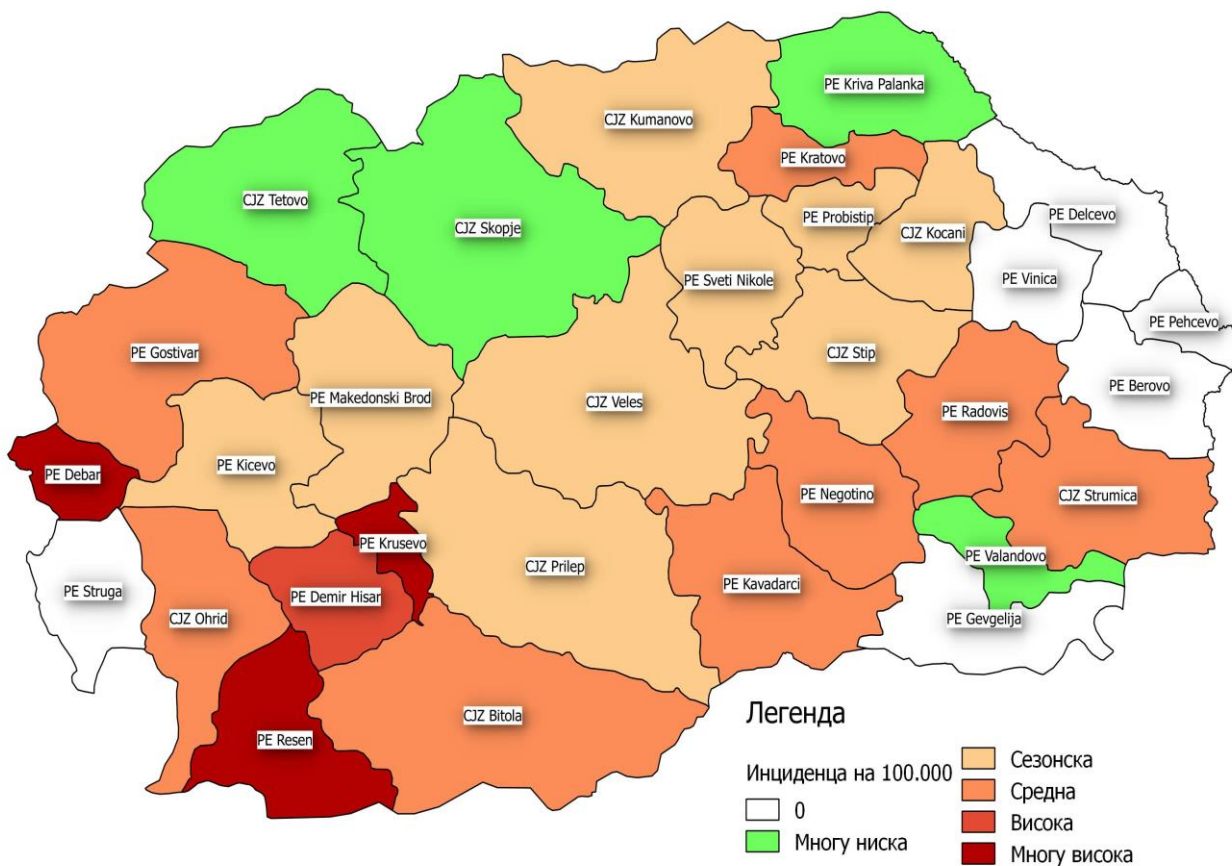 PE Kriva Palanka
CJZ Kumanovo
PE Kratovo
CJZ Tetovo
PE Probistip
PE Delcevo
CJZ Skopje
CJZ Kocani
PE Sveti Nikole
PE Vinica
PE Pehcevo
PE Gostivar
CJZ Stip
PE Berovo
PE Makedonski Brod
CJZ Veles
PE Radovis
PE Debar
PE Kicevo
PE Negotino
CJZ Strumica
PE Krusevo
PE Valandovo
CJZ Prilep
PE Kavadarci
PE Struga
PE Demir Hisar
CJZ Ohrid
PE Gevgelija
CJZ Bitola
PE Resen
Легенда
Инциденца на 100.000
0
Многу ниска
Сезонска
Средна
Висока
Многу висока